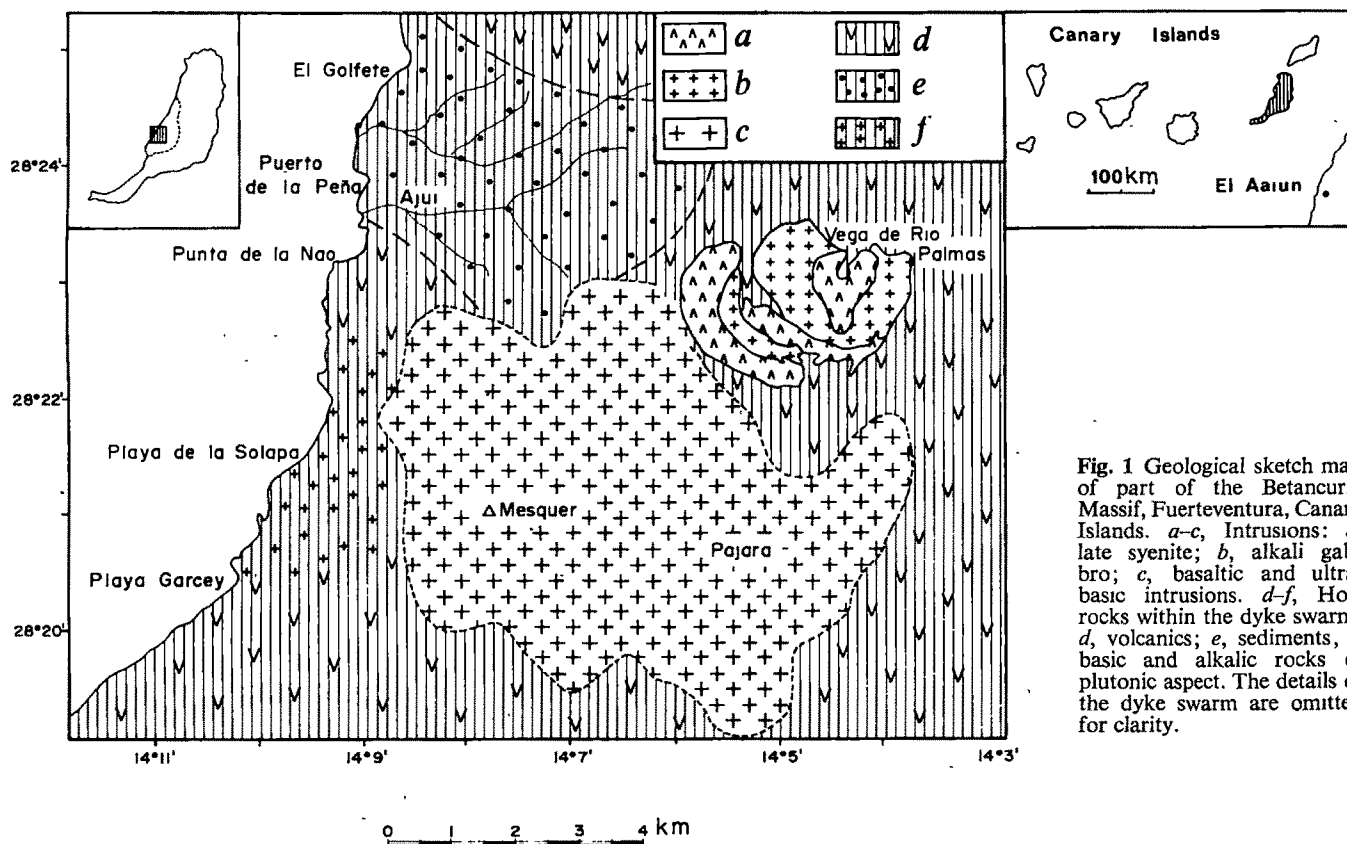 El Golfete
Puerto
de la Peña
Ajuí
Punta de la Nao
Vega de Rio
Palmas
Playa de la Solapa
Mesquer
Pajara
Playa Garcey
28°24'
28°22'
28°20'
14°11'
14°9'
14°7'
14°5'
14°3'
0 1 2 3 4 km
a
b
c
d
e
f
Canary Islands
100km
El Aaiun
Fig. 1 Geological sketch ma
of part of the Betancur
Massif, Fuerteventura, Canar
Islands. a–c, Intrusions:
late syenite; b, alkali gab
bro; c, basaltic and ultra
basic intrusions. d–f, Ho
rocks within the dyke swarm
d, volcanics; e, sediments,
basic and alkalic rocks
plutonic aspect. The details
the dyke swarm are omitte
for clarity.